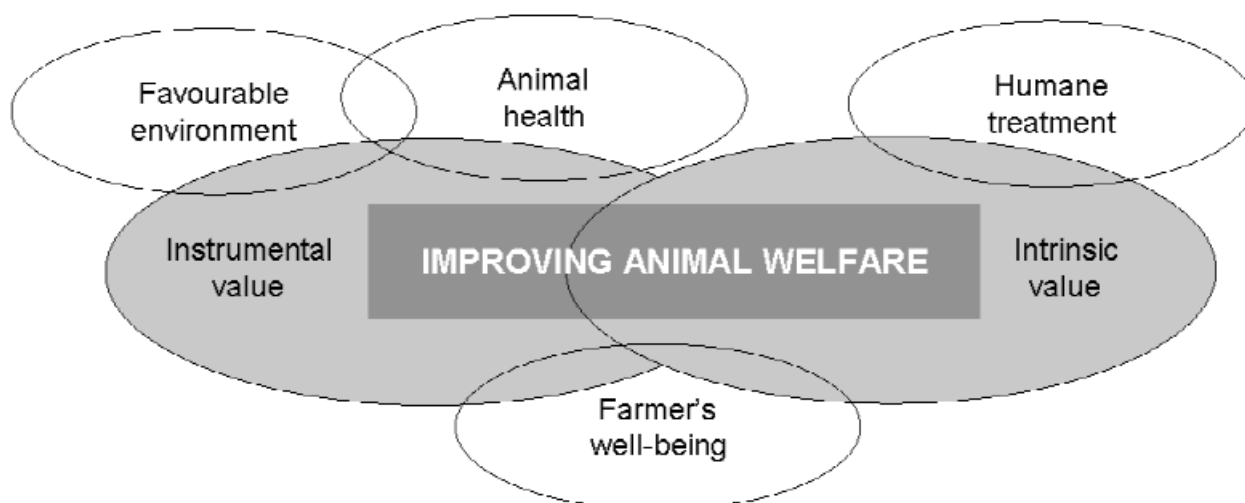 Favourable
environment
Animal
health
Humane
treatment
Instrumental
value
IMPROVING ANIMAL WELFARE
Intrinsic
value
Farmer's
well-being